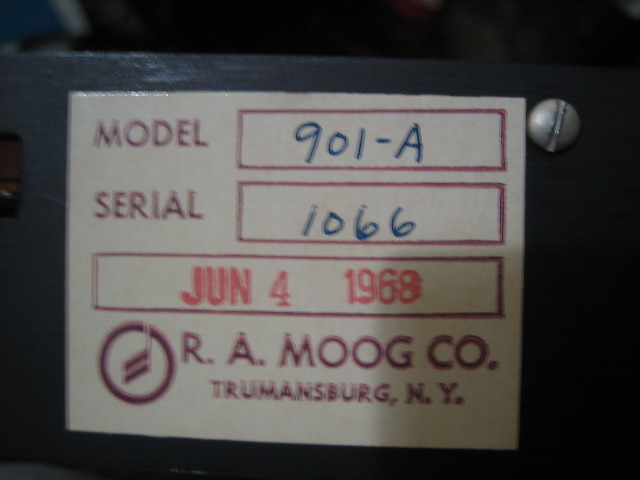 MODEL 901-A
SERIAL 1066
JUN 4 1968
R. A. MOOG CO.
TRUMANSBURG, N. Y.